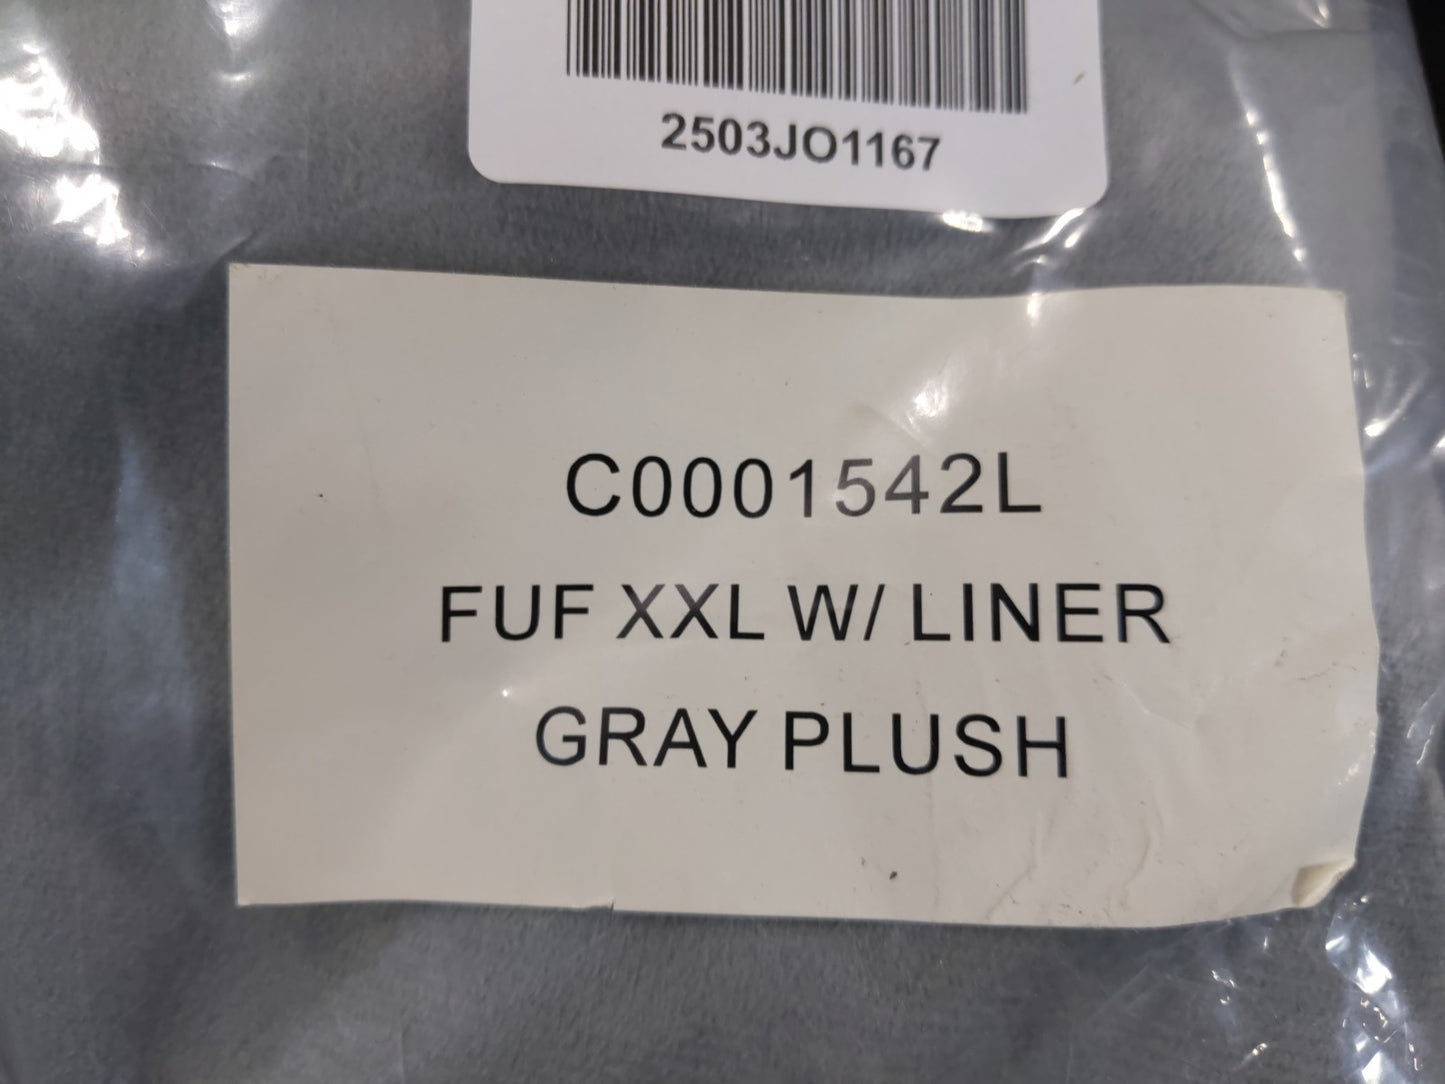 2503JO1167
C0001542L
FUF XXL W/ LINER
GRAY PLUSH